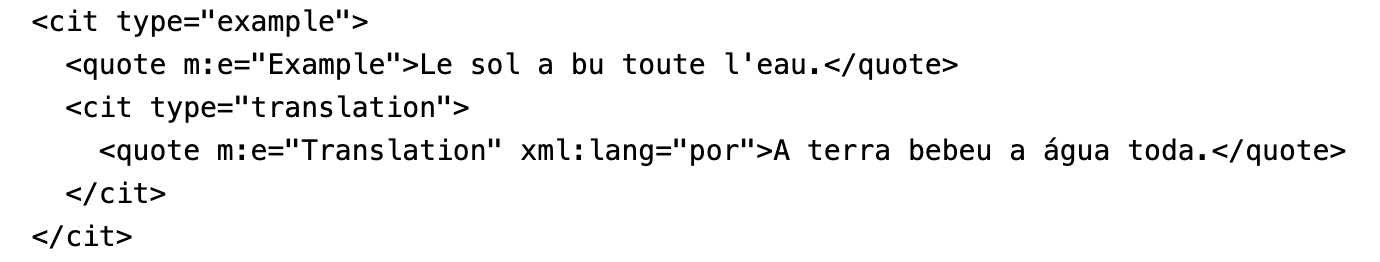 <cit type="example">
<quote m:e="Example">Le sol a bu toute l'eau.</quote>
<cit type="translation">
<quote m:e="Translation" xml:lang="por">A terra bebeu a água toda.</quote>
</cit>
</cit>